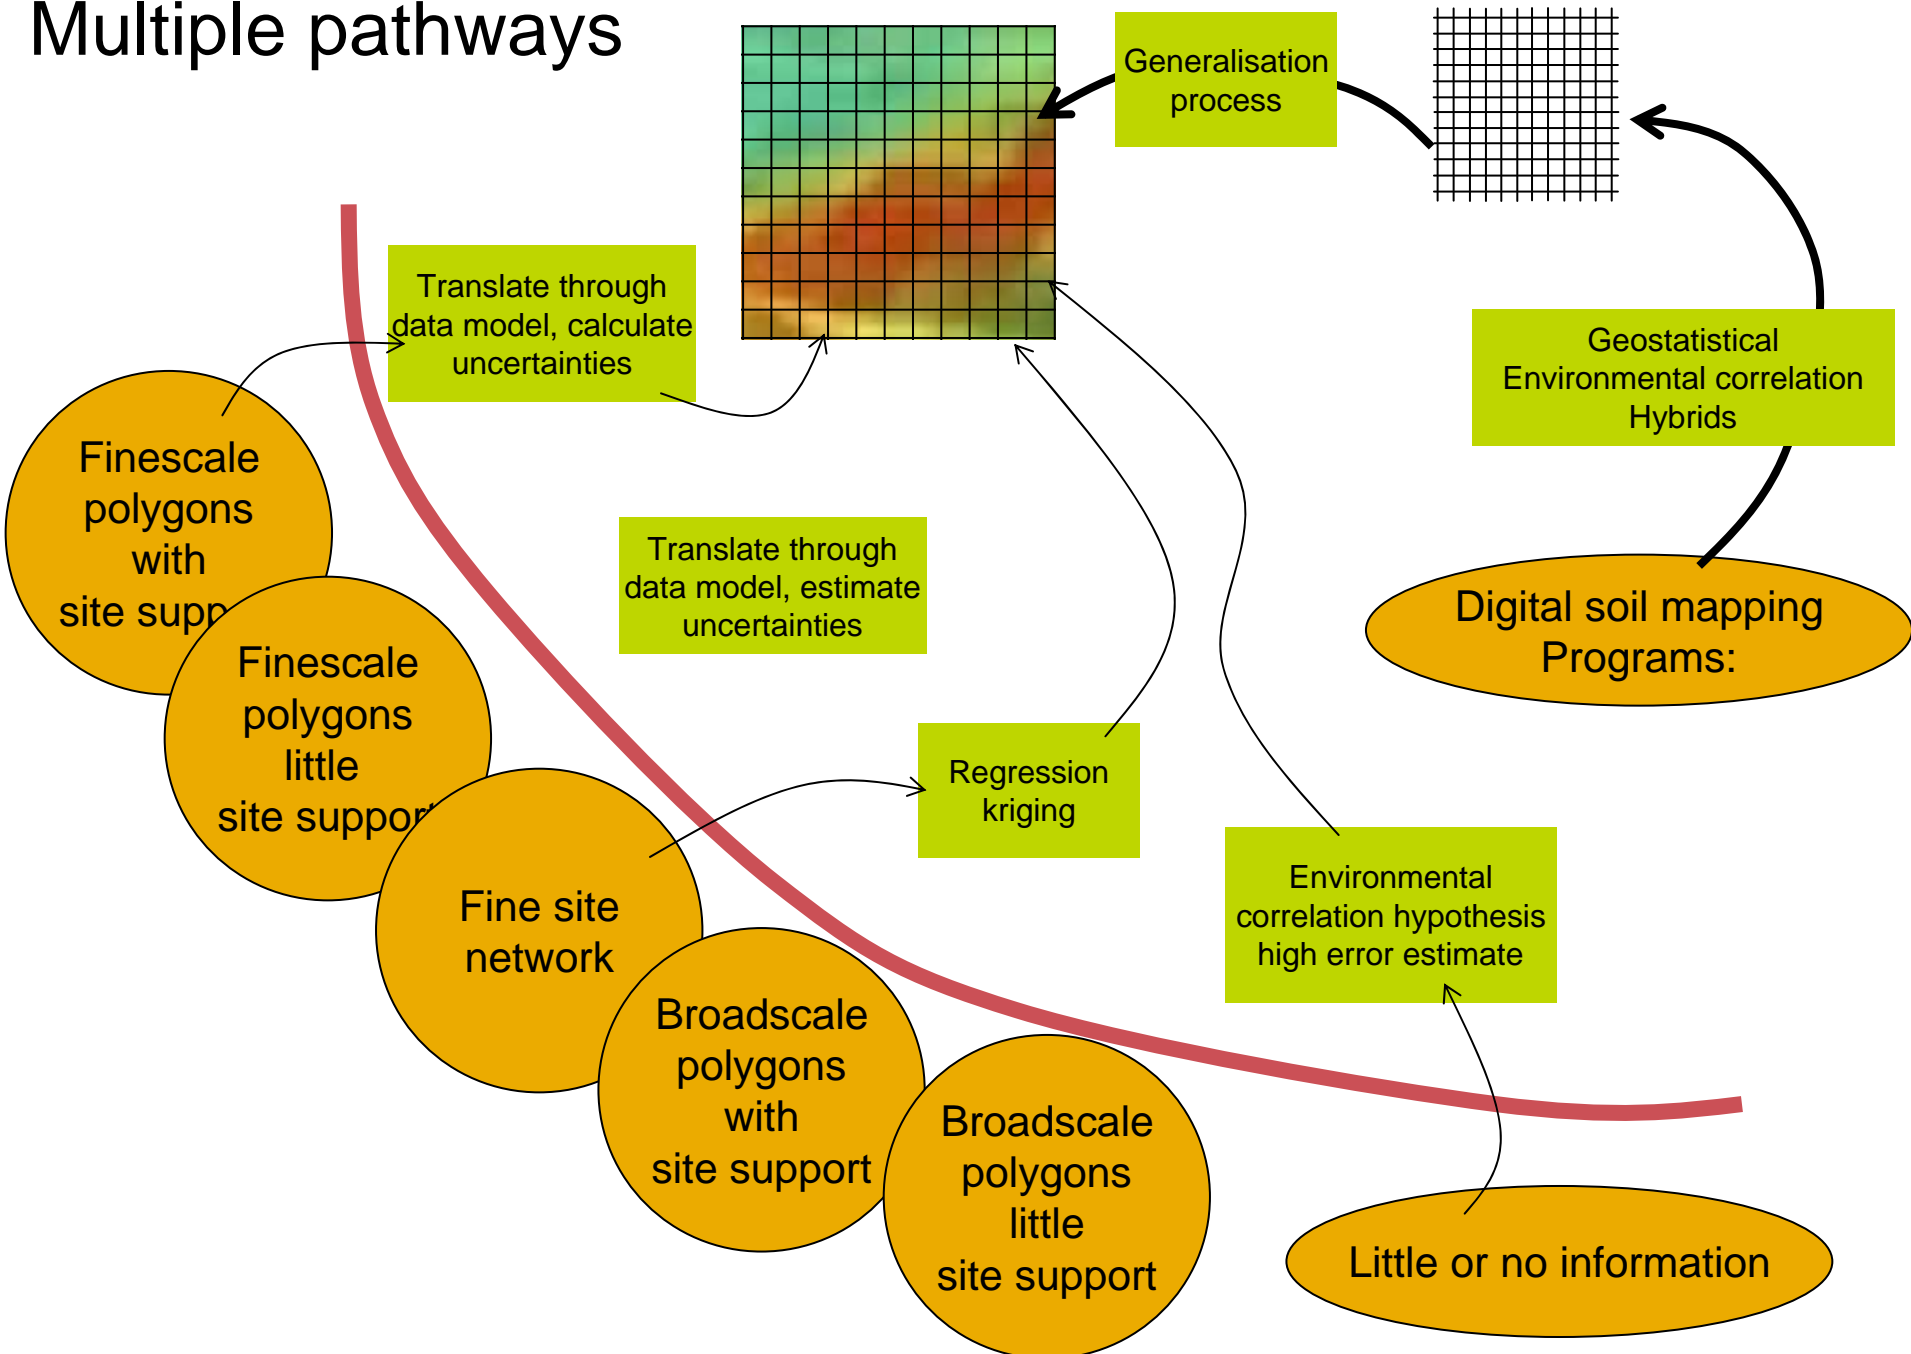 Multiple pathways
Generalisation
process
Translate through
data model, calculate
uncertainties
Geostatistical
Environmental correlation
Hybrids
Finescale
polygons
with
site supp
Translate through
data model, estimate
uncertainties
Digital soil mapping
Programs:
Finescale
polygons
little
site support
Regression
kriging
Fine site
network
Environmental
correlation hypothesis
high error estimate
Broadscale
polygons
with
site support
Broadscale
polygons
little
site support
Little or no information